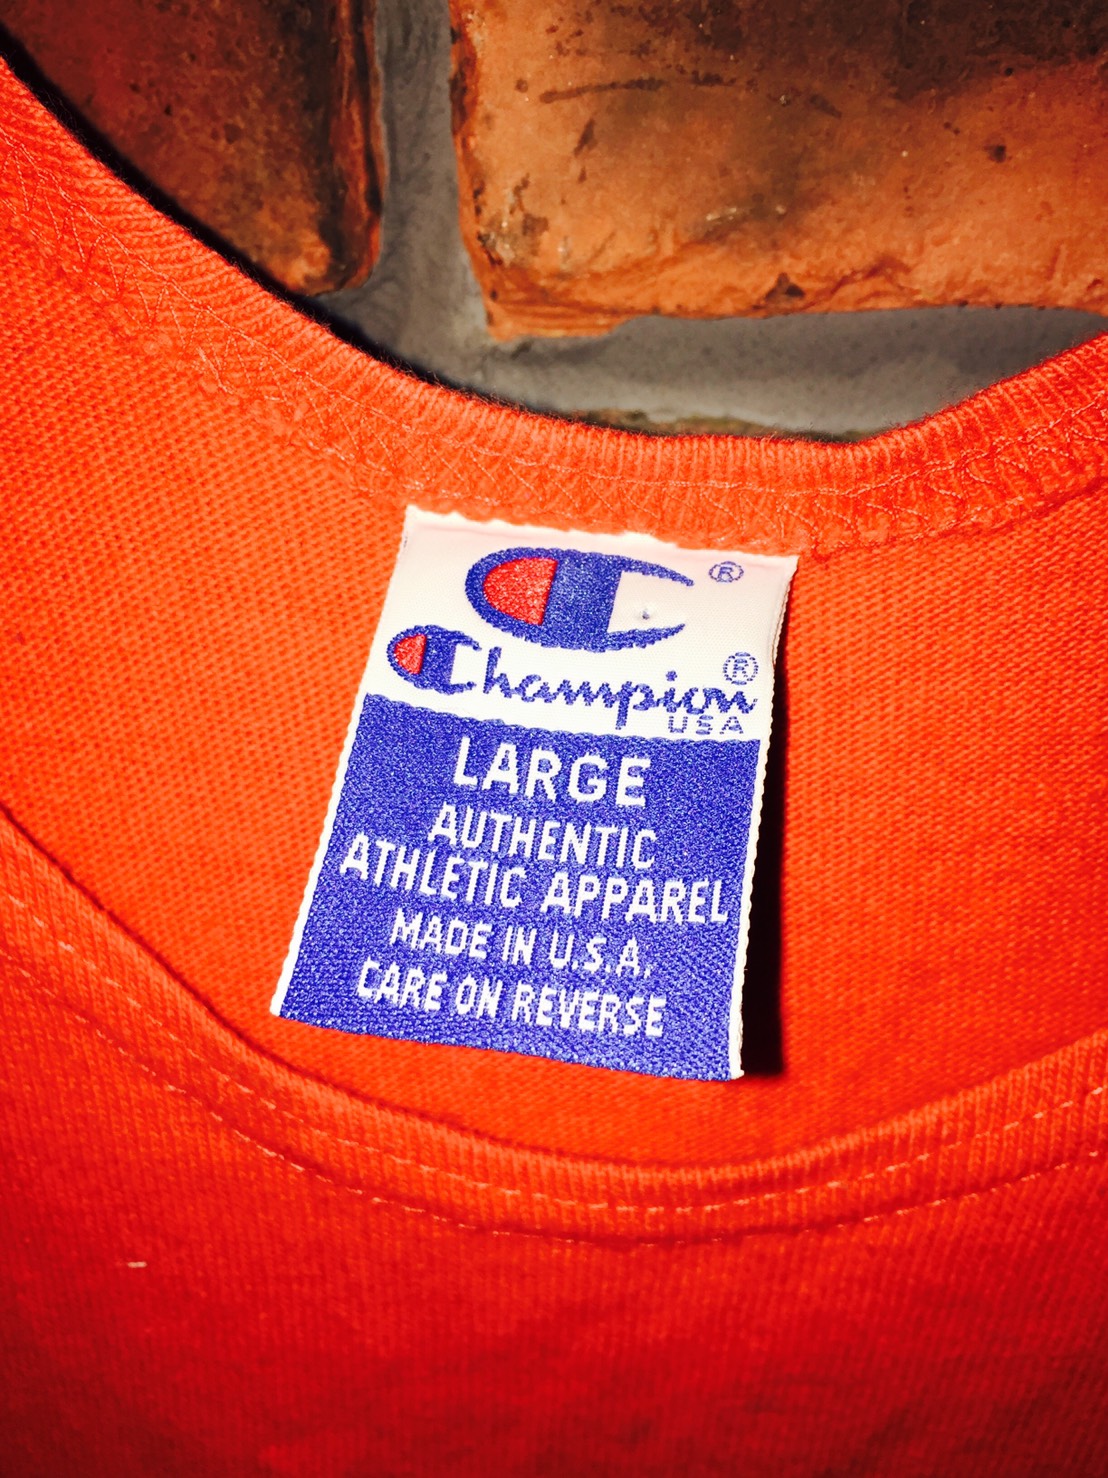 ®
Champion®
USA
LARGE
AUTHENTIC
ATHLETIC APPAREL
MADE IN U.S.A.
CARE ON REVERSE